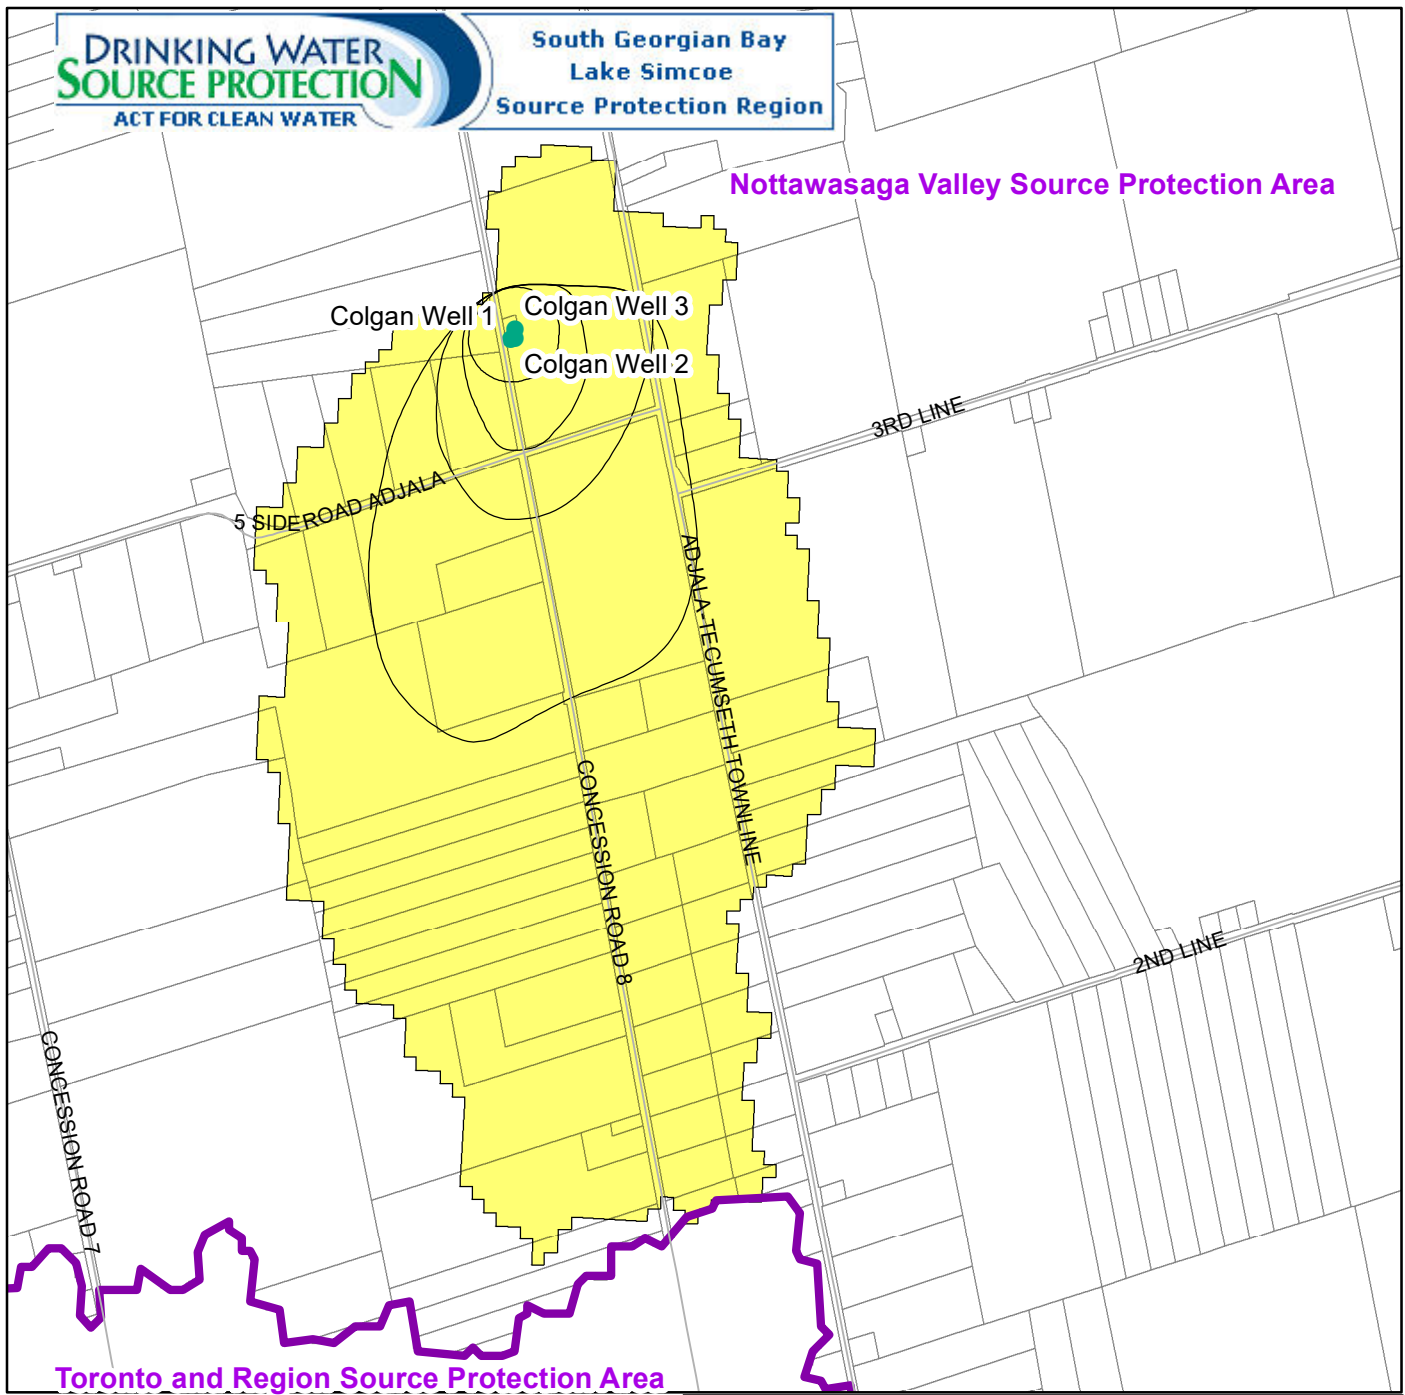 DRINKING WATER
SOURCE PROTECTION
ACT FOR CLEAN WATER
South Georgian Bay
Lake Simcoe
Source Protection Region
Nottawasaga Valley Source Protection Area
Colgan Well 1
Colgan Well 3
Colgan Well 2
3RD LINE
5 SIDEROAD ADJALA
ADJALA-TECUMSETH TOWNLINE
CONCESSION ROAD 8
2ND LINE
CONCESSION ROAD 7
Toronto and Region Source Protection Area